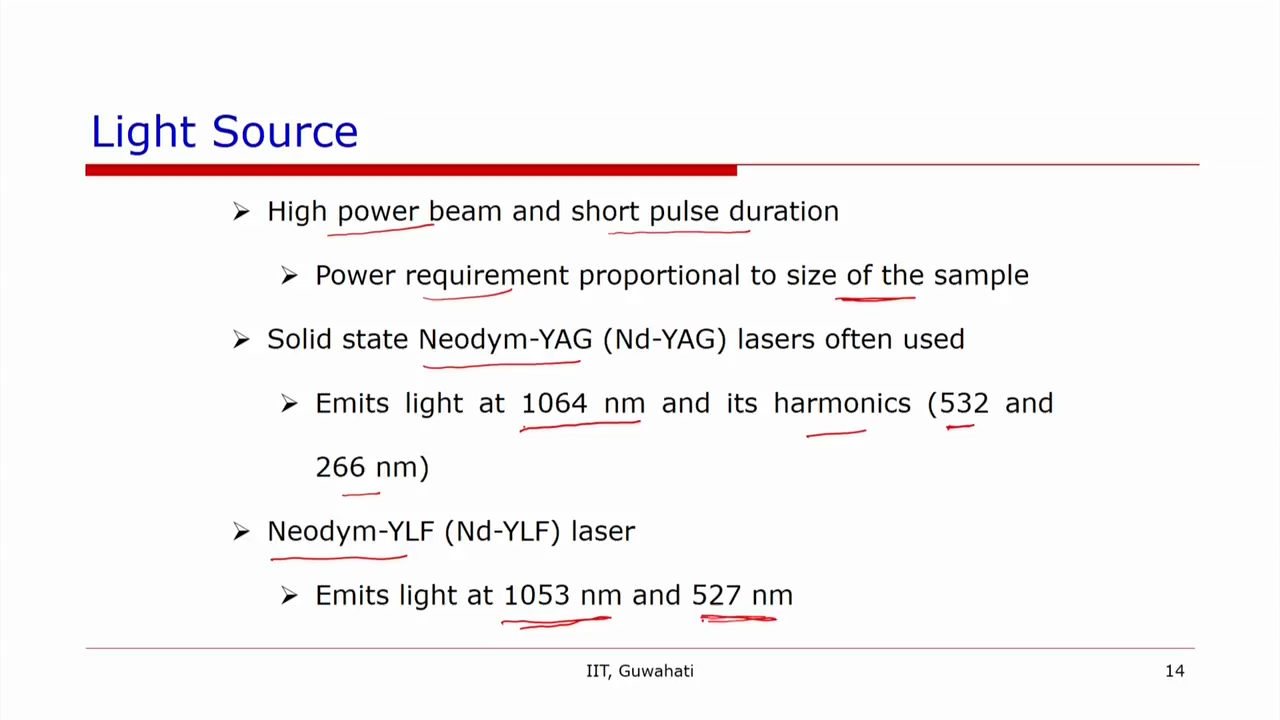 Light Source
➢ High power beam and short pulse duration
➢ Power requirement proportional to size of the sample
➢ Solid state Neodym-YAG (Nd-YAG) lasers often used
➢ Emits light at 1064 nm and its harmonics (532 and
266 nm)
➢ Neodym-YLF (Nd-YLF) laser
➢ Emits light at 1053 nm and 527 nm
IIT, Guwahati
14